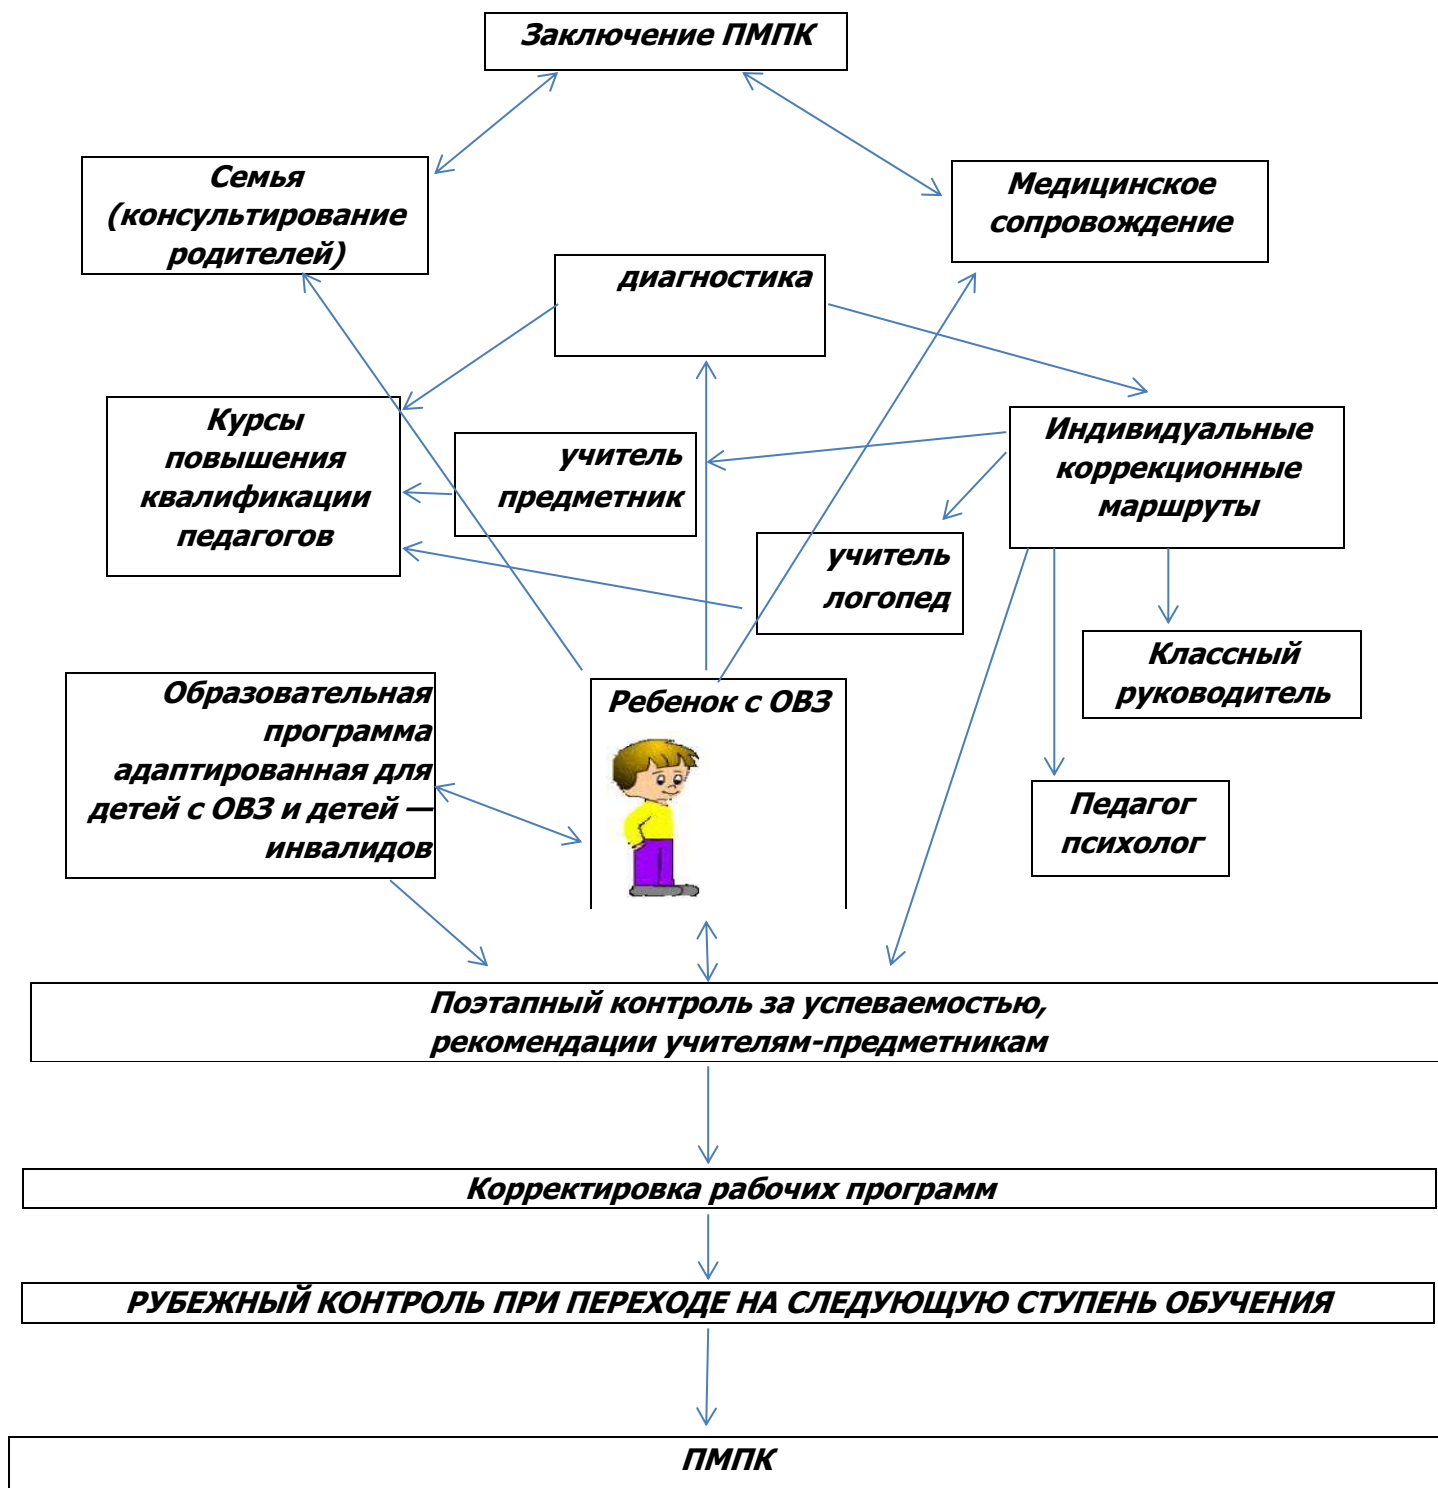 Заключение ПМПК
Семья
(консультирование
родителей)
Медицинское
сопровождение
диагностика
Курсы
повышения
квалификации
педагогов
учитель
предметник
Индивидуальные
коррекционные
маршруты
учитель
логопед
Классный
руководитель
Образовательная
программа
адаптированная для
детей с ОВЗ и детей —
инвалидов
Ребенок с ОВЗ
Педагог
психолог
Поэтапный контроль за успеваемостью,
рекомендации учителям-предметникам
Корректировка рабочих программ
РУБЕЖНЫЙ КОНТРОЛЬ ПРИ ПЕРЕХОДЕ НА СЛЕДУЮЩУЮ СТУПЕНЬ ОБУЧЕНИЯ
ПМПК